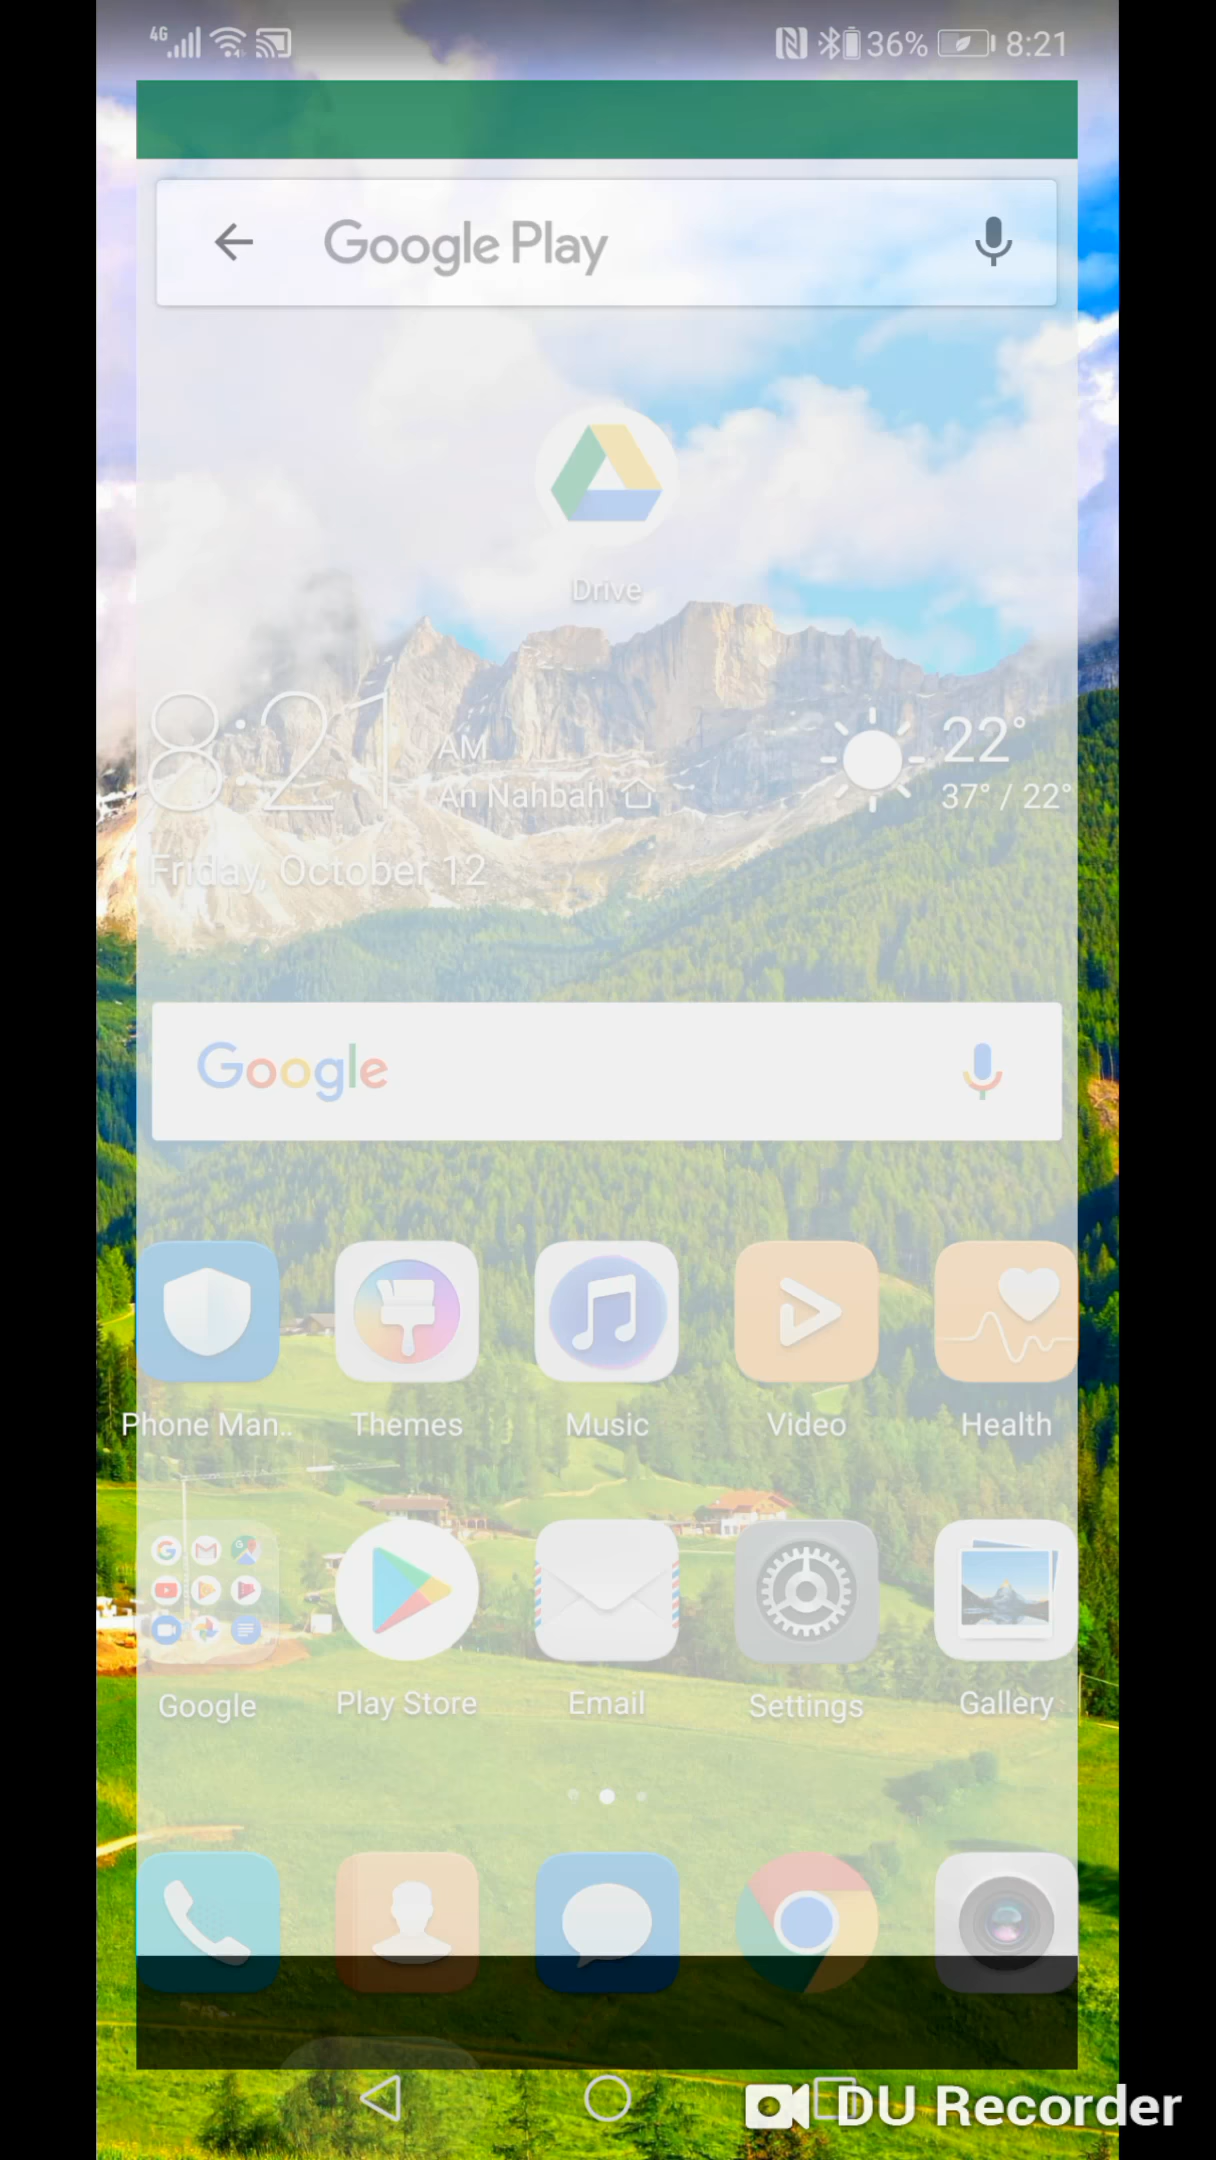 4G 36% 8:21
Google Play
Drive
8:21 AM 22°
An Nahbah 37° / 22°
Friday, October 12
Google
Phone Man.. Themes Music Video Health
Google Play Store Email Settings Gallery
DU Recorder